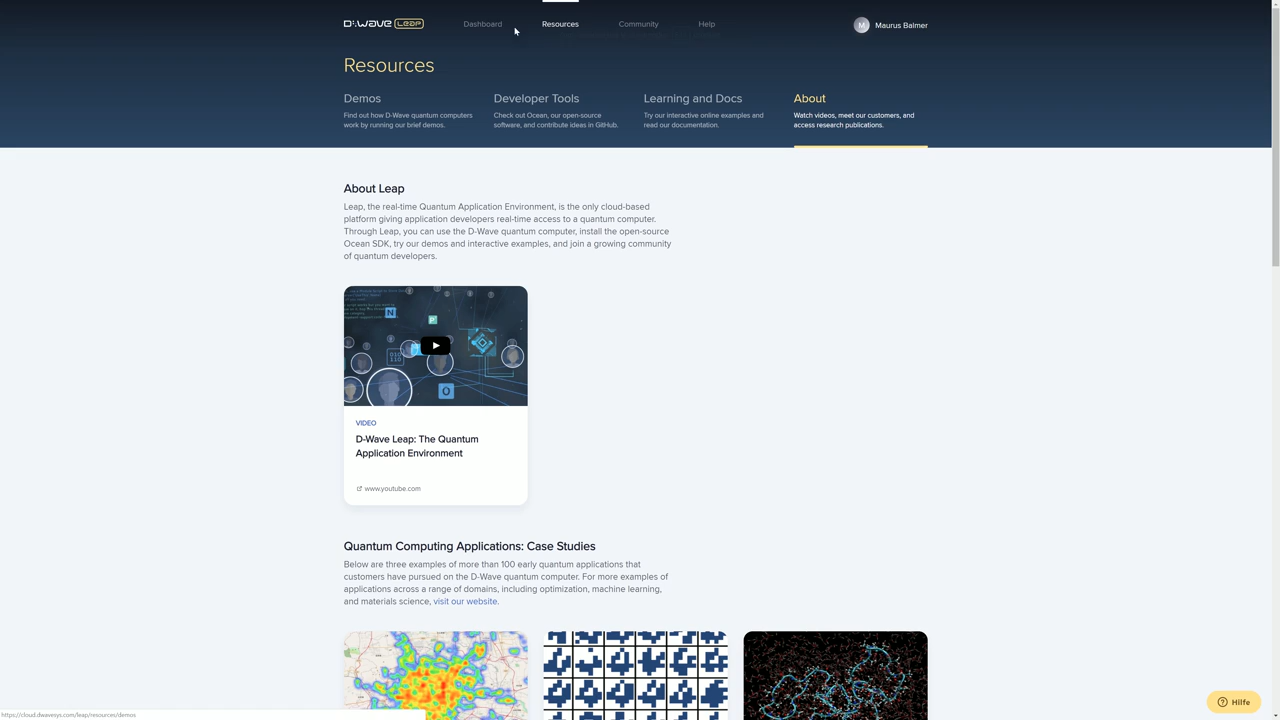 D:WAVE LEAP
Dashboard
Resources
Community
Help
M
Maurus Balmer
Resources
Demos
Find out how D-Wave quantum computers
work by running our brief demos.
Developer Tools
Check out Ocean, our open-source
software, and contribute ideas in GitHub.
Learning and Docs
Try our interactive online examples and
read our documentation.
About
Watch videos, meet our customers, and
access research publications.
About Leap
Leap, the real-time Quantum Application Environment, is the only cloud-based
platform giving application developers real-time access to a quantum computer.
Through Leap, you can use the D-Wave quantum computer, install the open-source
Ocean SDK, try our demos and interactive examples, and join a growing community
of quantum developers.
N
P
010
110
O
VIDEO
D-Wave Leap: The Quantum
Application Environment
www.youtube.com
Quantum Computing Applications: Case Studies
Below are three examples of more than 100 early quantum applications that
customers have pursued on the D-Wave quantum computer. For more examples of
applications across a range of domains, including optimization, machine learning,
and materials science, visit our website.
Hilfe
https://cloud.dwavesys.com/leap/resources/demos